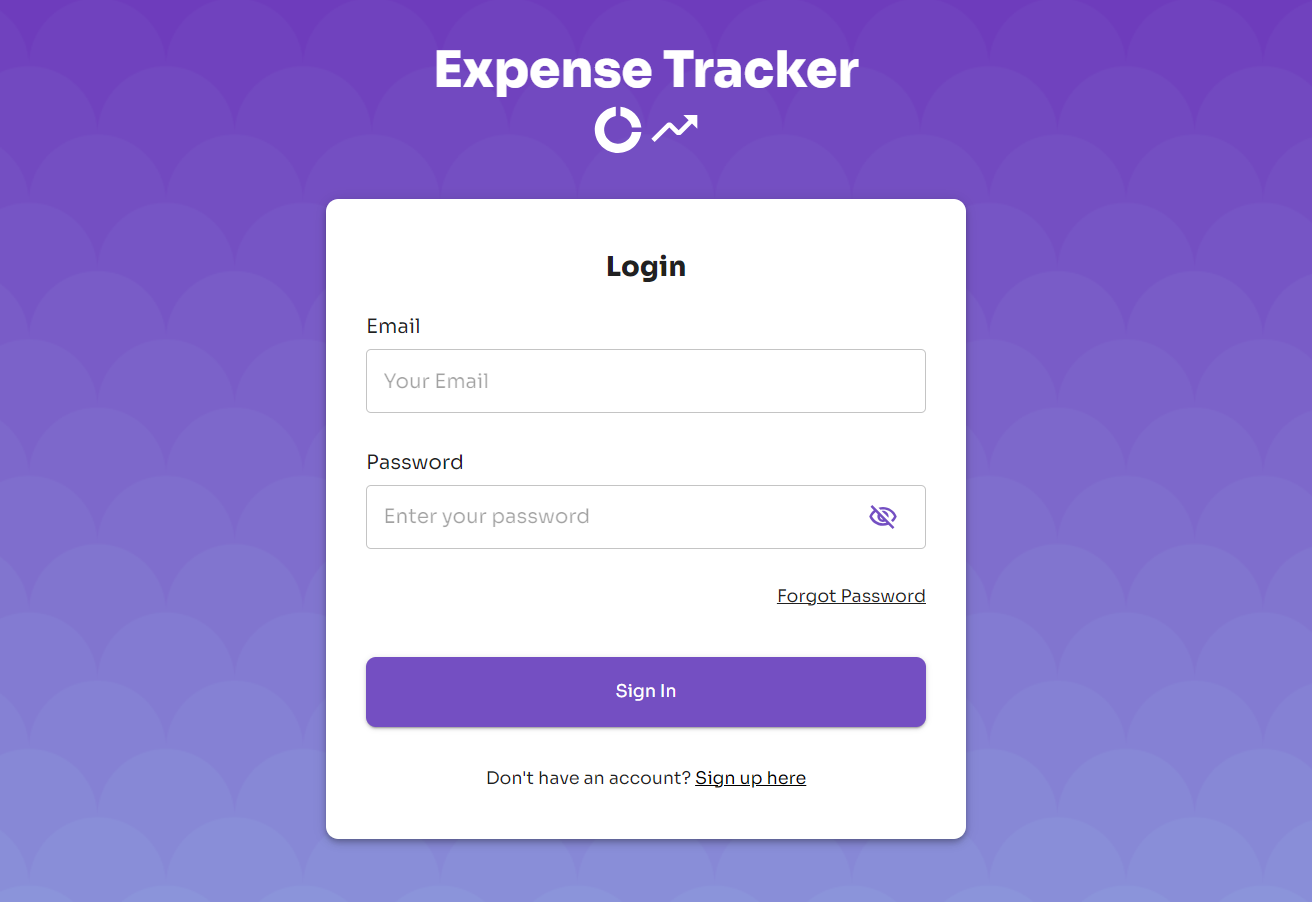 Expense Tracker
Login
Email
Your Email
Password
Enter your password
Forgot Password
Sign In
Don't have an account? Sign up here